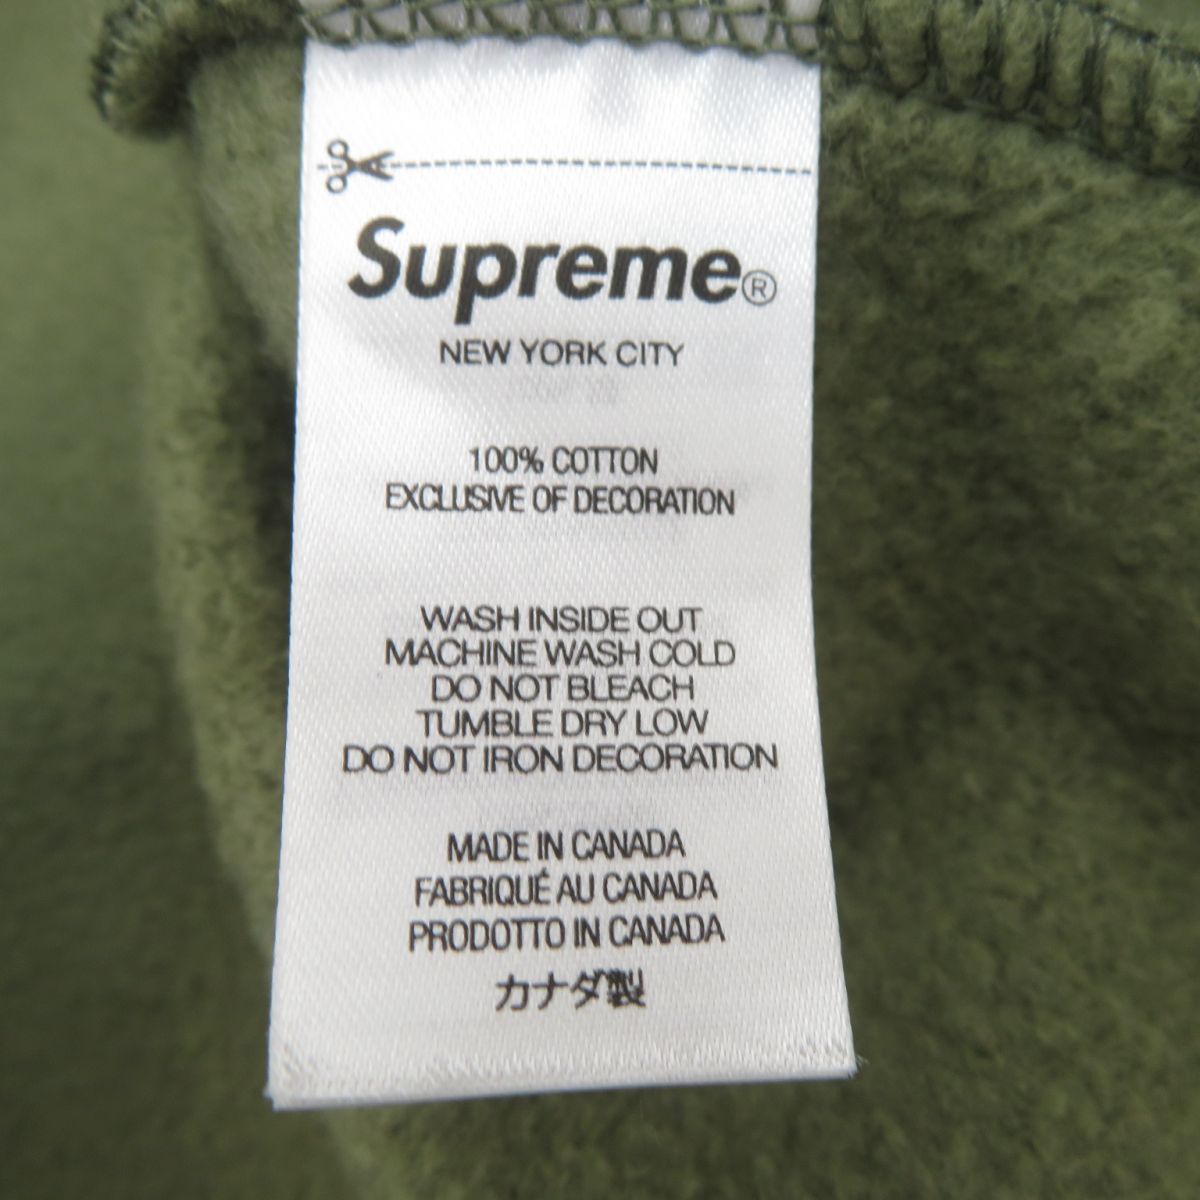 Supreme®
NEW YORK CITY
100% COTTON
EXCLUSIVE OF DECORATION
WASH INSIDE OUT
MACHINE WASH COLD
DO NOT BLEACH
TUMBLE DRY LOW
DO NOT IRON DECORATION
MADE IN CANADA
FABRIQUÉ AU CANADA
PRODOTTO IN CANADA
カナダ製